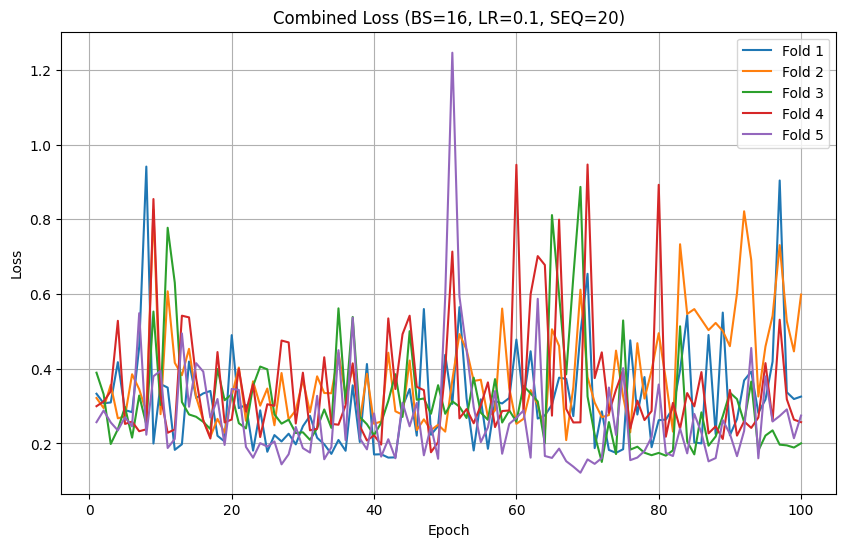 Combined Loss (BS=16, LR=0.1, SEQ=20)
Fold 1
Fold 2
Fold 3
Fold 4
Fold 5
1.2
1.0
0.8
0.6
0.4
0.2
Loss
0 20 40 60 80 100
Epoch